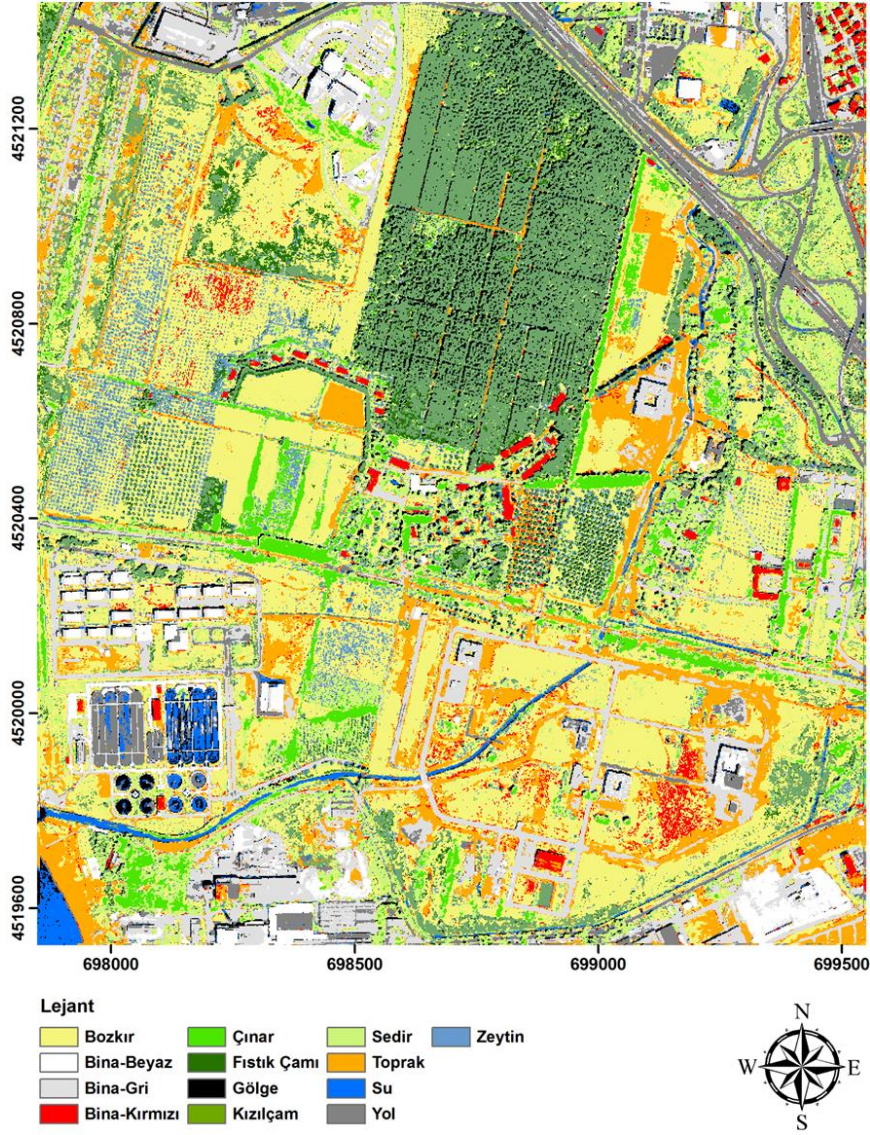 4521200
4520800
4520400
4520000
4519600
698000 698500 699000 699500
Lejant
Bozkır Çınar Sedir Zeytin
Bina-Beyaz Fıstık Çamı Toprak
Bina-Gri Gölge Su
Bina-Kırmızı Kızılçam Yol
N
W E
S